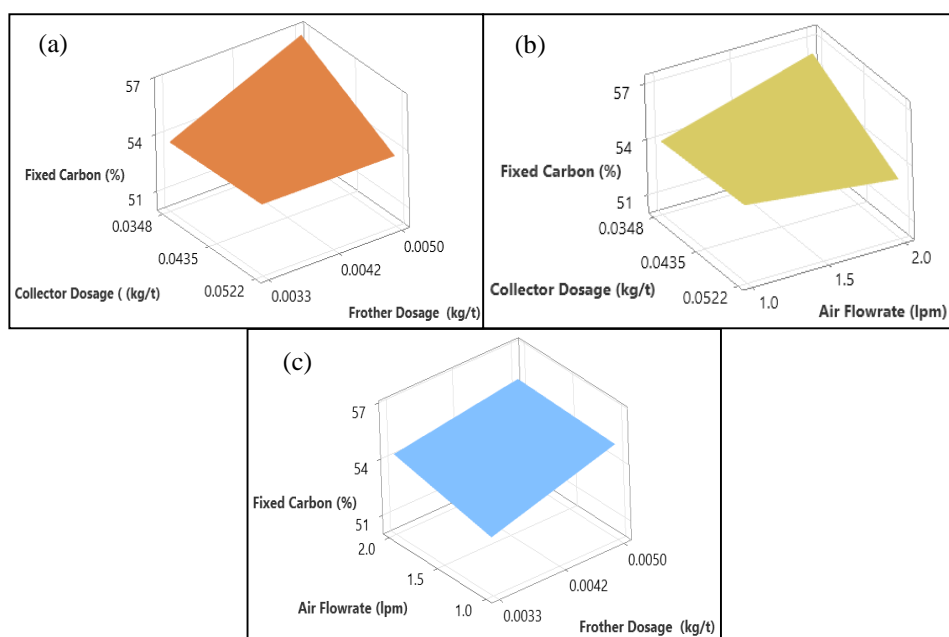 (a)
57
54
Fixed Carbon (%)
51
0.0348
0.0435
0.0522
Collector Dosage ( (kg/t)
0.0050
0.0042
0.0033
Frother Dosage (kg/t)
(b)
57
54
Fixed Carbon (%)
51
0.0348
0.0435
0.0522
Collector Dosage (kg/t)
2.0
1.5
1.0
Air Flowrate (lpm)
(c)
57
54
Fixed Carbon (%)
51
2.0
1.5
1.0
Air Flowrate (lpm)
0.0050
0.0042
0.0033
Frother Dosage (kg/t)